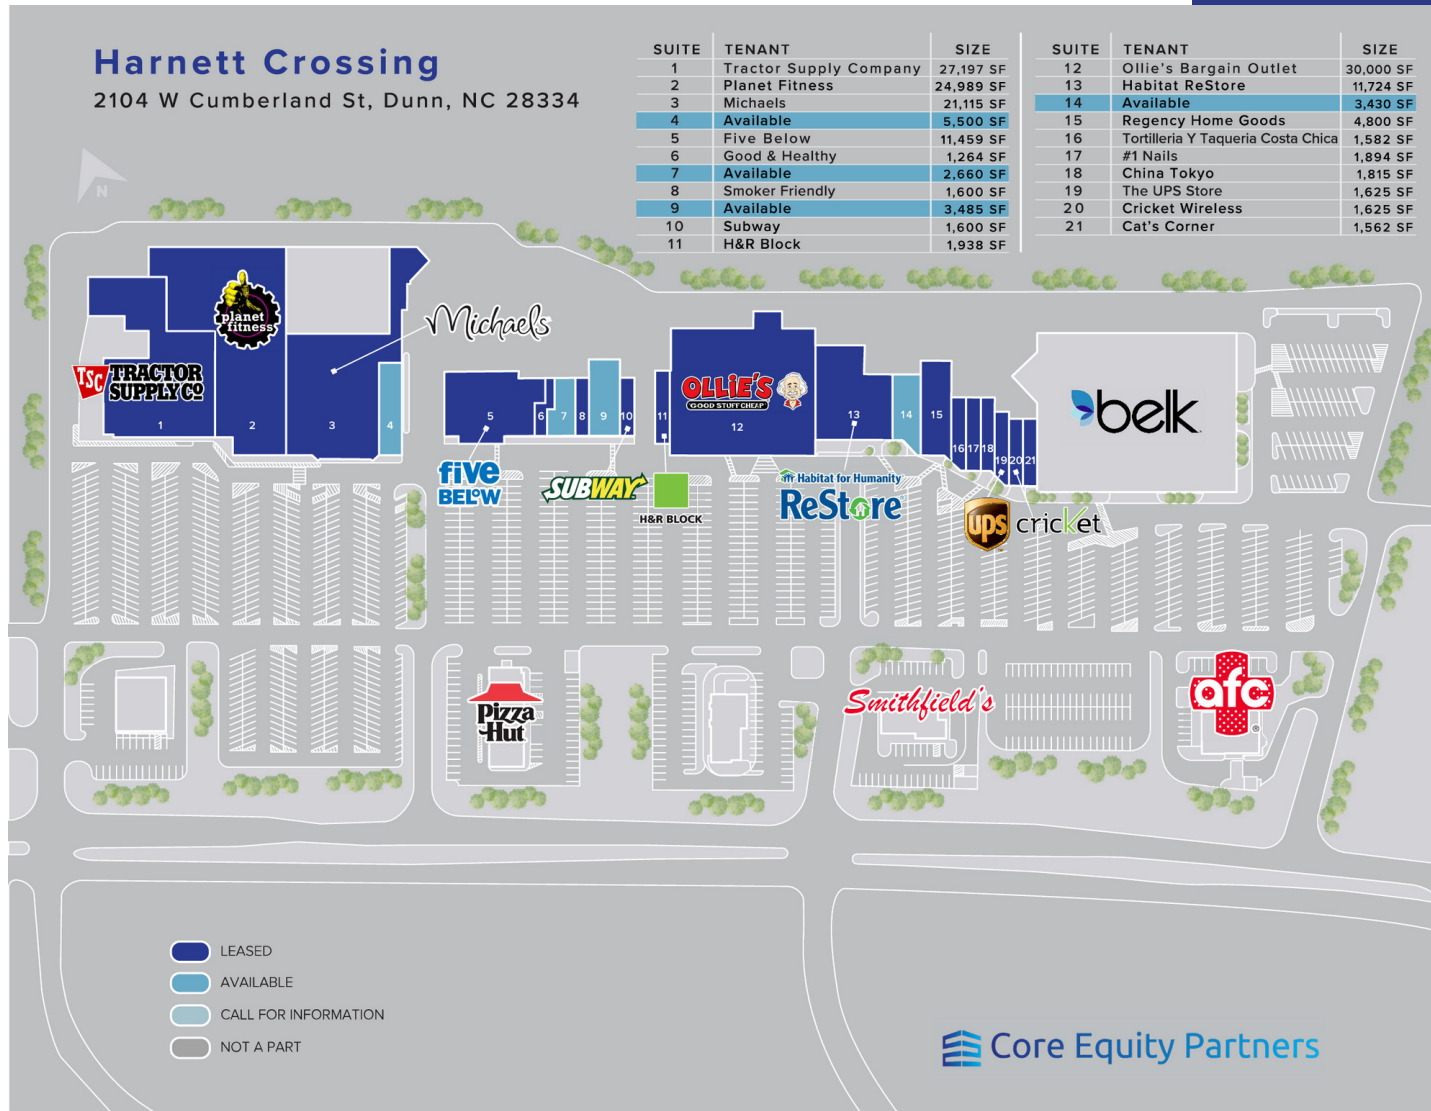 Harnett Crossing
2104 W Cumberland St, Dunn, NC 28334
SUITE TENANT SIZE
1 Tractor Supply Company 27,197 SF
2 Planet Fitness 24,989 SF
3 Michaels 21,115 SF
4 Available 5,500 SF
5 Five Below 11,459 SF
6 Good & Healthy 1,264 SF
7 Available 2,660 SF
8 Smoker Friendly 1,600 SF
9 Available 3,485 SF
10 Subway 1,600 SF
11 H&R Block 1,938 SF
SUITE TENANT SIZE
12 Ollie's Bargain Outlet 30,000 SF
13 Habitat ReStore 11,724 SF
14 Available 3,430 SF
15 Regency Home Goods 4,800 SF
16 Tortilleria Y Taqueria Costa Chica 1,582 SF
17 #1 Nails 1,894 SF
18 China Tokyo 1,815 SF
19 The UPS Store 1,625 SF
20 Cricket Wireless 1,625 SF
21 Cat's Corner 1,562 SF
N
planet
fitness
Michaels
TSC TRACTOR
SUPPLY CO
OLLIE'S
GOOD STUFF CHEAP
belk
1 2 3 4 5 6 7 8 9 10 11 12 13 14 15 16 17 18 19 20 21
five
BELOW
SUBWAY
H&R BLOCK
Habitat for Humanity
ReStore
ups
cricket
Pizza
Hut
Smithfield's
afc
®
LEASED
AVAILABLE
CALL FOR INFORMATION
NOT A PART
Core Equity Partners